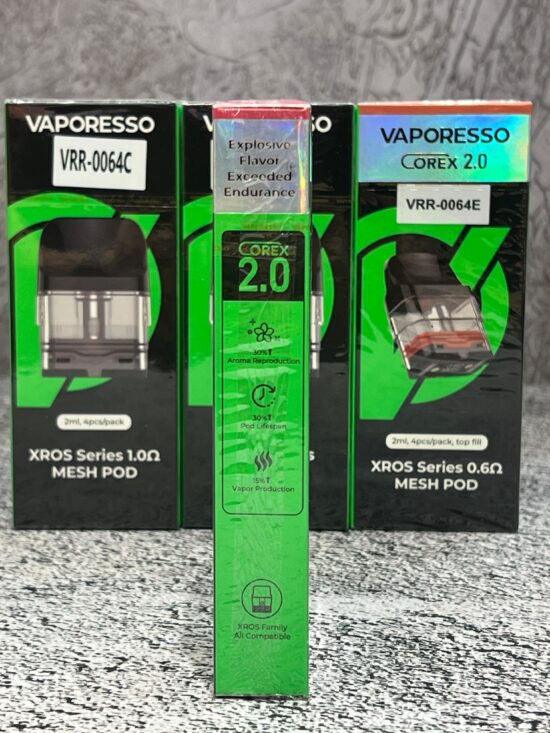 VAPORESSO
VRR-0064C
2ml, 4pcs/pack
XROS Series 1.0Ω
MESH POD
V
SO
Explosive
Flavor
Exceeded
Endurance
COREX
2.0
30%↑
Aroma Reproduction
30%↑
Pod Lifespan
15%↑
Vapor Production
XROS Family
All Compatible
VAPORESSO
COREX 2.0
VRR-0064E
2ml, 4pcs/pack, top fill
XROS Series 0.6Ω
MESH POD